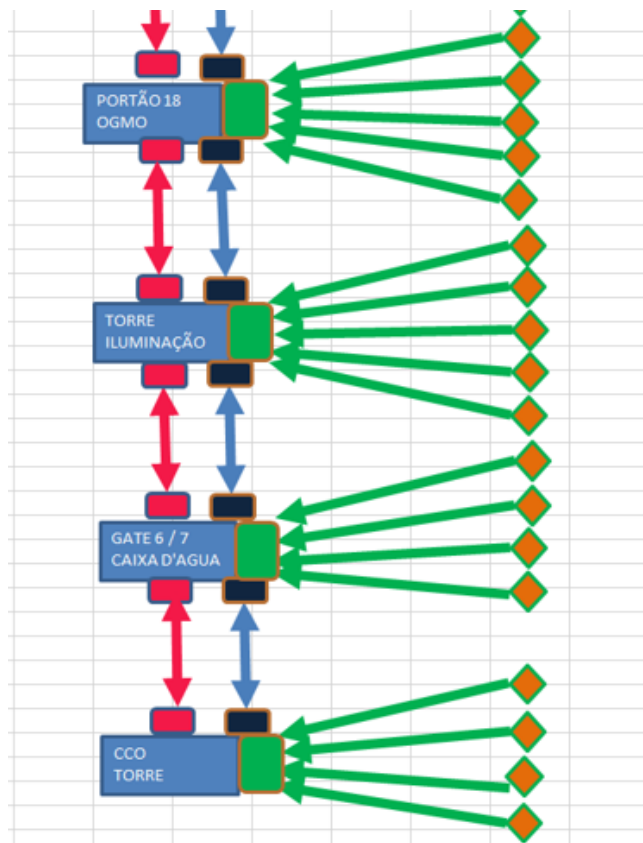 PORTÃO 18
OGMO
TORRE
ILUMINAÇÃO
GATE 6 / 7
CAIXA D'AGUA
CCO
TORRE